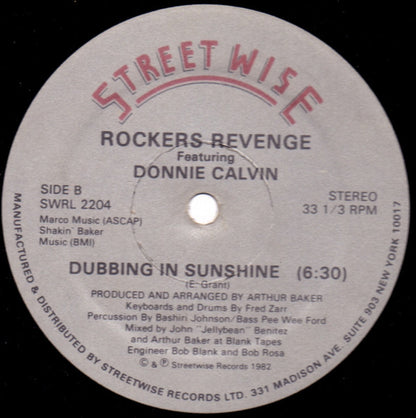 STREETWISE
ROCKERS REVENGE
Featuring
DONNIE CALVIN
SIDE B
SWRL 2204
Marco Music (ASCAP)
Shakin' Baker
Music (BMI)
STEREO
33 1/3 RPM
DUBBING IN SUNSHINE (6:30)
(E. Grant)
PRODUCED AND ARRANGED BY ARTHUR BAKER
Keyboards and Drums By Fred Zarr
Percussion By Bashin Johnson/Bass Pee Wee Ford
Mixed by John "Jellybean" Benitez
and Arthur Baker at Blank Tapes
Engineer Bob Blank and Bob Rosa
© & ℗ Streetwise Records 1982
MANUFACTURED & DISTRIBUTED BY STREETWISE RECORDS LTD. 331 MADISON AVE. SUITE 903 NEW YORK 10017